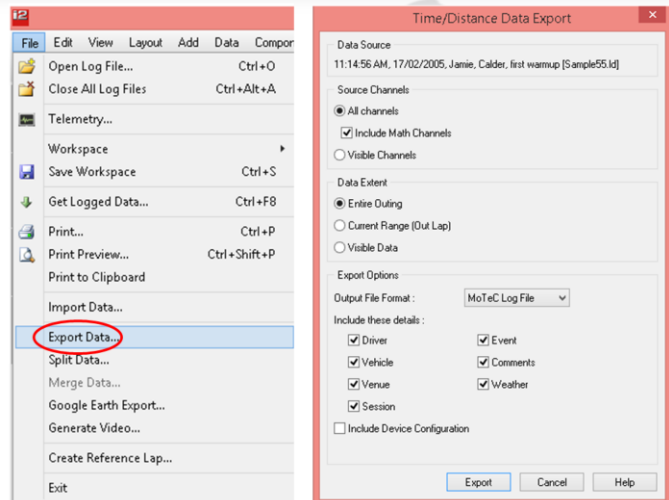 i2
File Edit View Layout Add Data Compor
Open Log File... Ctrl+O
Close All Log Files Ctrl+Alt+A
Telemetry...
Workspace
Save Workspace Ctrl+S
Get Logged Data... Ctrl+F8
Print... Ctrl+P
Print Preview... Ctrl+Shift+P
Print to Clipboard
Import Data...
Export Data...
Split Data...
Merge Data...
Google Earth Export...
Generate Video...
Create Reference Lap...
Exit
Time/Distance Data Export
Data Source
11:14:56 AM, 17/02/2005, Jamie, Calder, first warmup [Sample55.ld]
Source Channels
All channels
Include Math Channels
Visible Channels
Data Extent
Entire Outing
Current Range (Out Lap)
Visible Data
Export Options
Output File Format : MoTeC Log File
Include these details :
Driver Event
Vehicle Comments
Venue Weather
Session
Include Device Configuration
Export Cancel Help